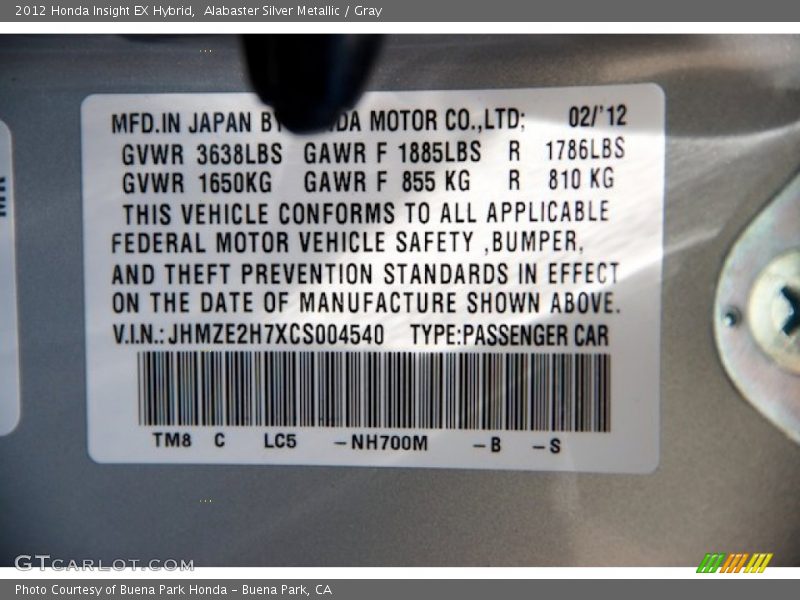 2012 Honda Insight EX Hybrid, Alabaster Silver Metallic / Gray
MFD.IN JAPAN BY MOTOR CO.,LTD; 02/'12
GVWR 3638LBS GAWR F 1885LBS R 1786LBS
GVWR 1650KG GAWR F 855 KG R 810 KG
THIS VEHICLE CONFORMS TO ALL APPLICABLE
FEDERAL MOTOR VEHICLE SAFETY ,BUMPER,
AND THEFT PREVENTION STANDARDS IN EFFECT
ON THE DATE OF MANUFACTURE SHOWN ABOVE.
V.I.N.: JHMZE2H7XCS004540 TYPE:PASSENGER CAR
TM8 C LC5 –NH700M –B –S
GTCARLOT.COM
Photo Courtesy of Buena Park Honda – Buena Park, CA